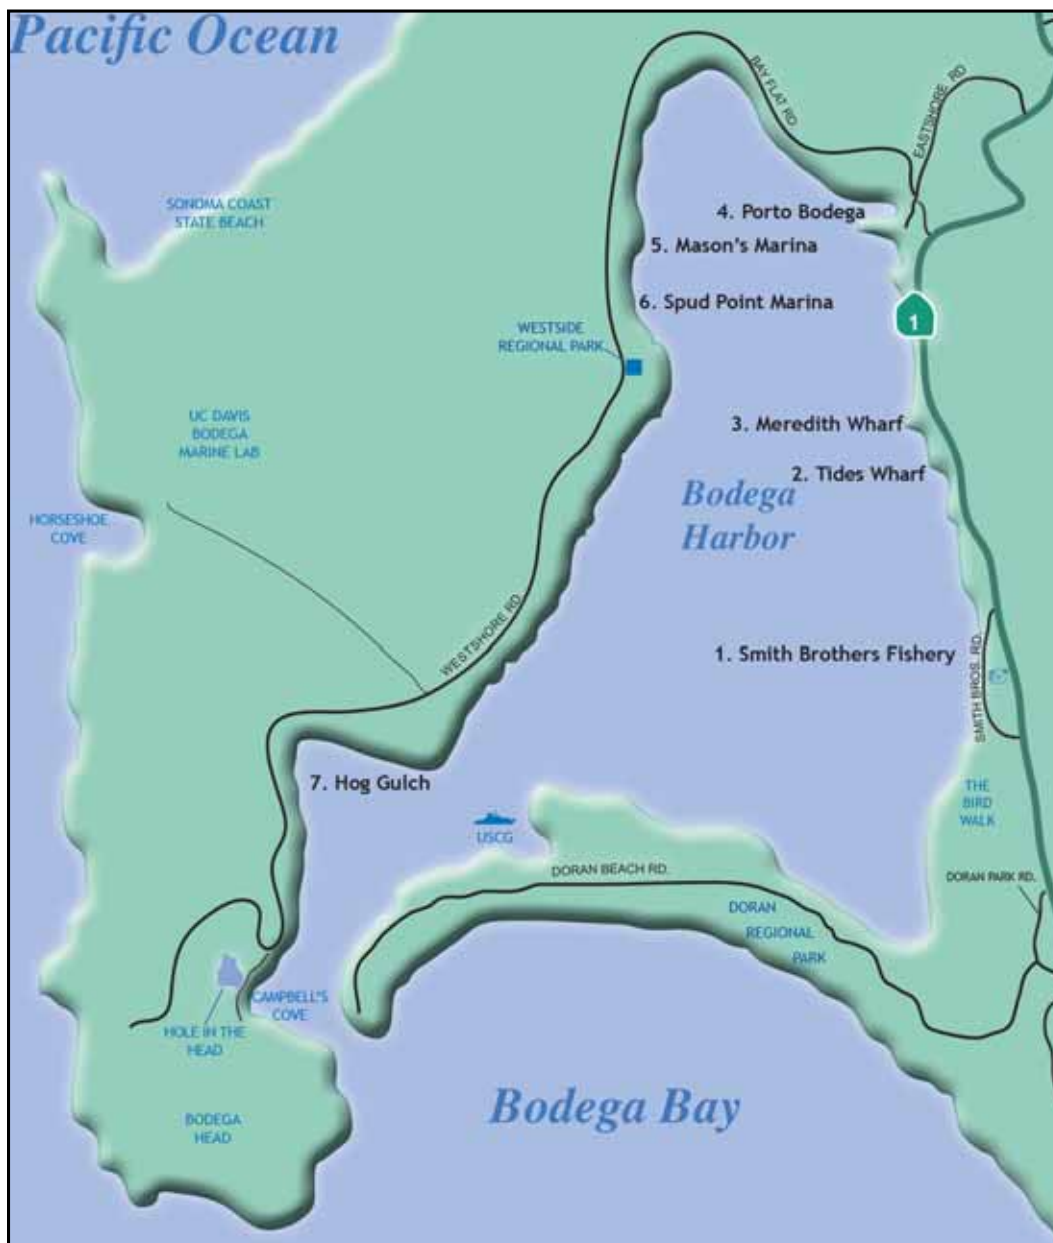 Pacific Ocean
BAY FLAT RD
EASTSHORE RD
SONOMA COAST
STATE BEACH
4. Porto Bodega
5. Mason's Marina
6. Spud Point Marina
1
WESTSIDE
REGIONAL PARK
UC DAVIS
BODEGA
MARINE LAB
3. Meredith Wharf
2. Tides Wharf
Bodega
Harbor
HORSESHOE
COVE
WESTSHORE RD.
1. Smith Brothers Fishery
SMITH BROS. RD.
7. Hog Gulch
THE
BIRD
WALK
USCG
DORAN BEACH RD.
DORAN PARK RD.
DORAN
REGIONAL
PARK
CAMPBELL'S
COVE
HOLE IN THE
HEAD
Bodega Bay
BODEGA
HEAD